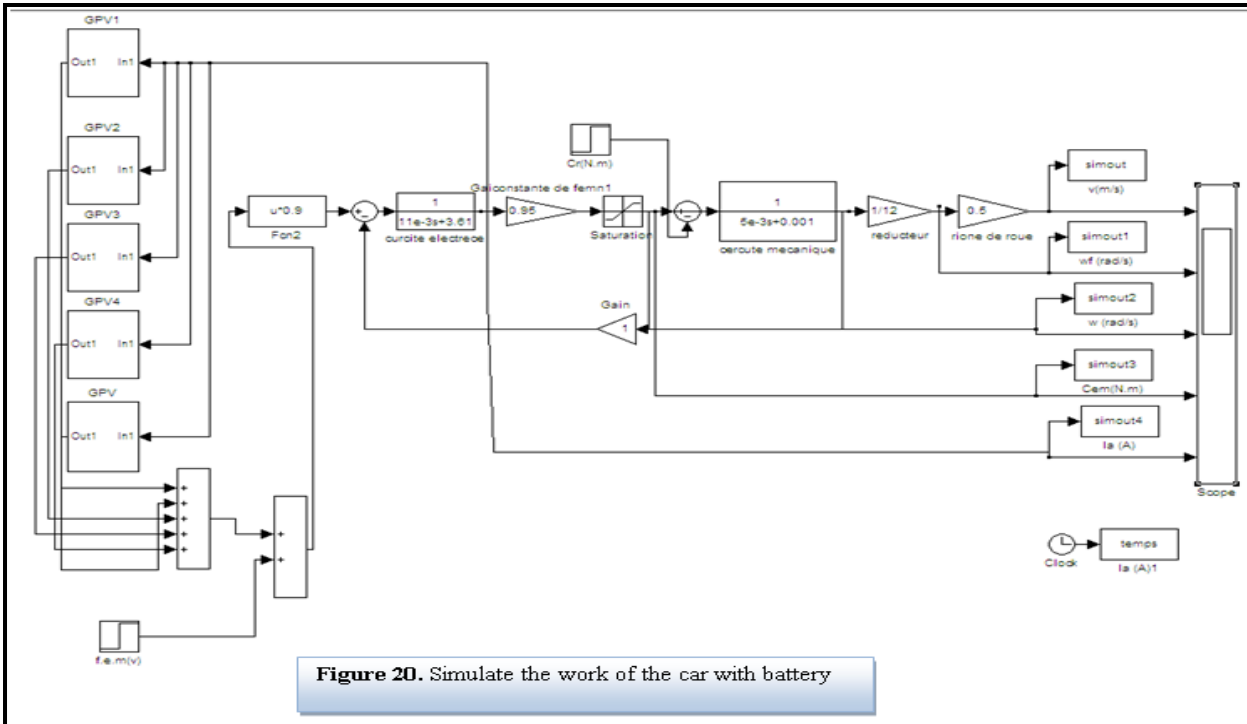 GPV1
Out1 In1
GPV2
Out1 In1
GPV3
Out1 In1
GPV4
Out1 In1
GPV
Out1 In1
f.e.m(v)
u*0.9
Fcn2
1
11e-3s+3.61
curcite electrece
Gaiconstante de femn1
0.95
Saturation
Cr(N.m)
1
5e-3s+0.001
cercute mecanique
1/12
reducteur
0.5
rione de roue
Gain
1
simout
v(m/s)
simout1
wf (rad/s)
simout2
w (rad/s)
simout3
Cem(N.m)
simout4
Ia (A)
Scope
Clock
temps
Ia (A)1
Figure 20. Simulate the work of the car with battery